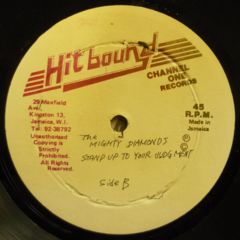 Hit bound
CHANNEL
ONE
RECORDS
29 Maxfield
Ave,
Kingston 13,
Jamaica, W.I.
Tel: 92-38792
Unauthorised
Copying is
Strictly
Prohibited.
All Rights
Reserved.
45
R.P.M.
Made in
Jamaica
The
MIGHTY DIAMONDS
STAND UP TO YOUR JUDGMENT
Side B